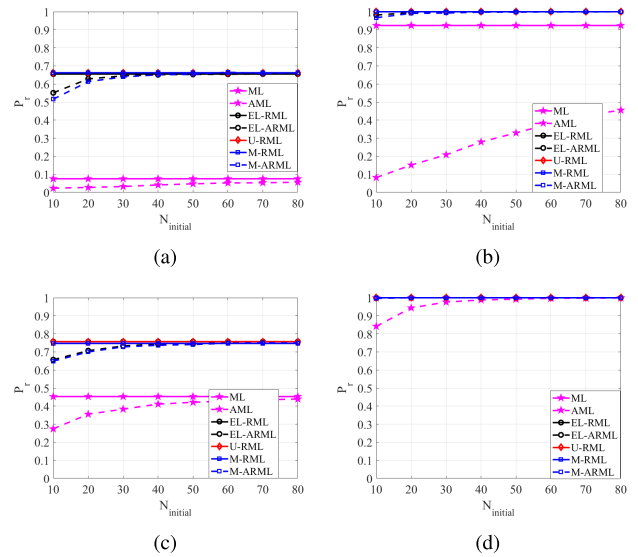 1
0.9
0.8
0.7
0.6
0.5
0.4
0.3
0.2
0.1
0
P_r
10 20 30 40 50 60 70 80
N_initial
ML
AML
EL-RML
EL-ARML
U-RML
M-RML
M-ARML
(a)
1
0.9
0.8
0.7
0.6
0.5
0.4
0.3
0.2
0.1
0
P_r
10 20 30 40 50 60 70 80
N_initial
ML
AML
EL-RML
EL-ARML
U-RML
M-RML
M-ARML
(b)
1
0.9
0.8
0.7
0.6
0.5
0.4
0.3
0.2
0.1
0
P_r
10 20 30 40 50 60 70 80
N_initial
ML
AML
EL-RML
EL-ARML
U-RML
M-RML
M-ARML
(c)
1
0.9
0.8
0.7
0.6
0.5
0.4
0.3
0.2
0.1
0
P_r
10 20 30 40 50 60 70 80
N_initial
ML
AML
EL-RML
EL-ARML
U-RML
M-RML
M-ARML
(d)